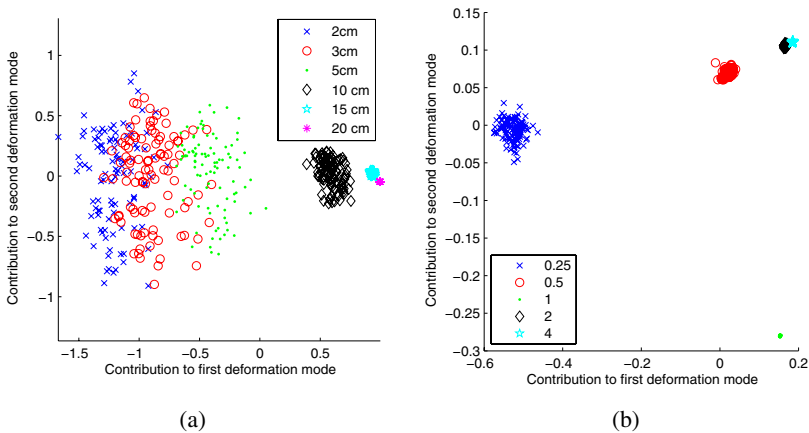 2cm
3cm
5cm
10 cm
15 cm
20 cm
1
0.5
0
−0.5
−1
Contribution to second deformation mode
−1.5 −1 −0.5 0 0.5
Contribution to first deformation mode
(a)
0.15
0.1
0.05
0
−0.05
−0.1
−0.15
−0.2
−0.25
−0.3
Contribution to second deformation mode
0.25
0.5
1
2
4
−0.6 −0.4 −0.2 0 0.2
Contribution to first deformation mode
(b)